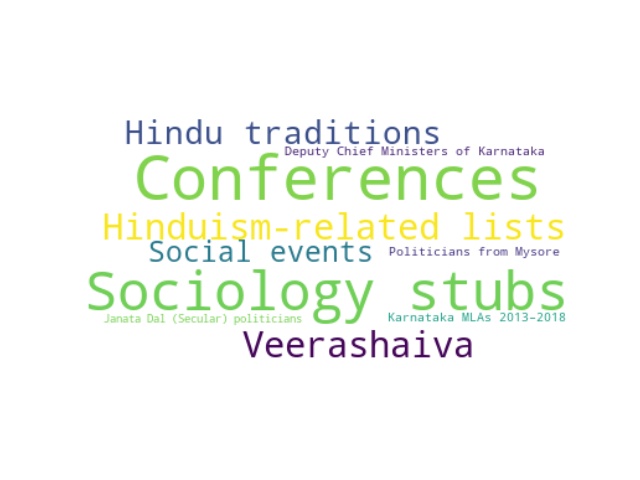 Hindu traditions
Deputy Chief Ministers of Karnataka
Conferences
Hinduism-related lists
Social events
Politicians from Mysore
Sociology stubs
Janata Dal (Secular) politicians
Karnataka MLAs 2013–2018
Veerashaiva